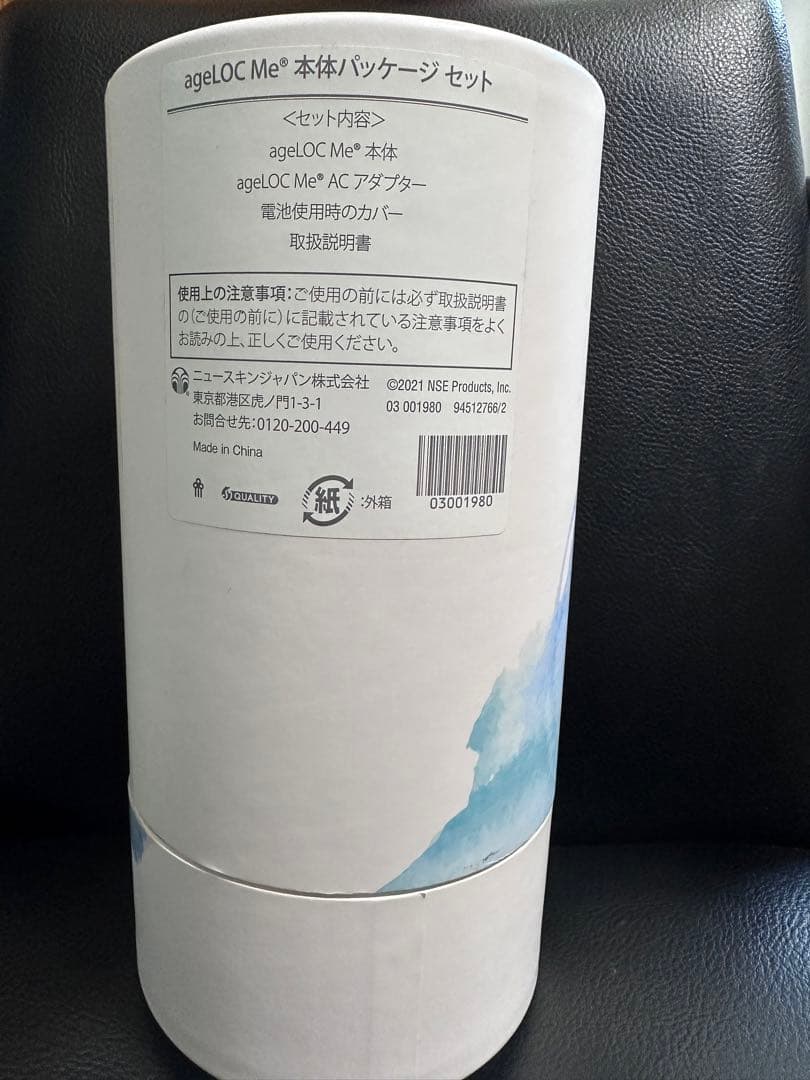 ageLOC Me® 本体パッケージ セット
<セット内容>
ageLOC Me® 本体
ageLOC Me® AC アダプター
電池使用時のカバー
取扱説明書
使用上の注意事項：ご使用の前には必ず取扱説明書
の（ご使用の前に）に記載されている注意事項をよく
お読みの上、正しくご使用ください。
ニュースキンジャパン株式会社
東京都港区虎ノ門1-3-1
お問合せ先：0120-200-449
©2021 NSE Products, Inc.
03 001980 94512766/2
Made in China
QUALITY
紙 :外箱
03001980